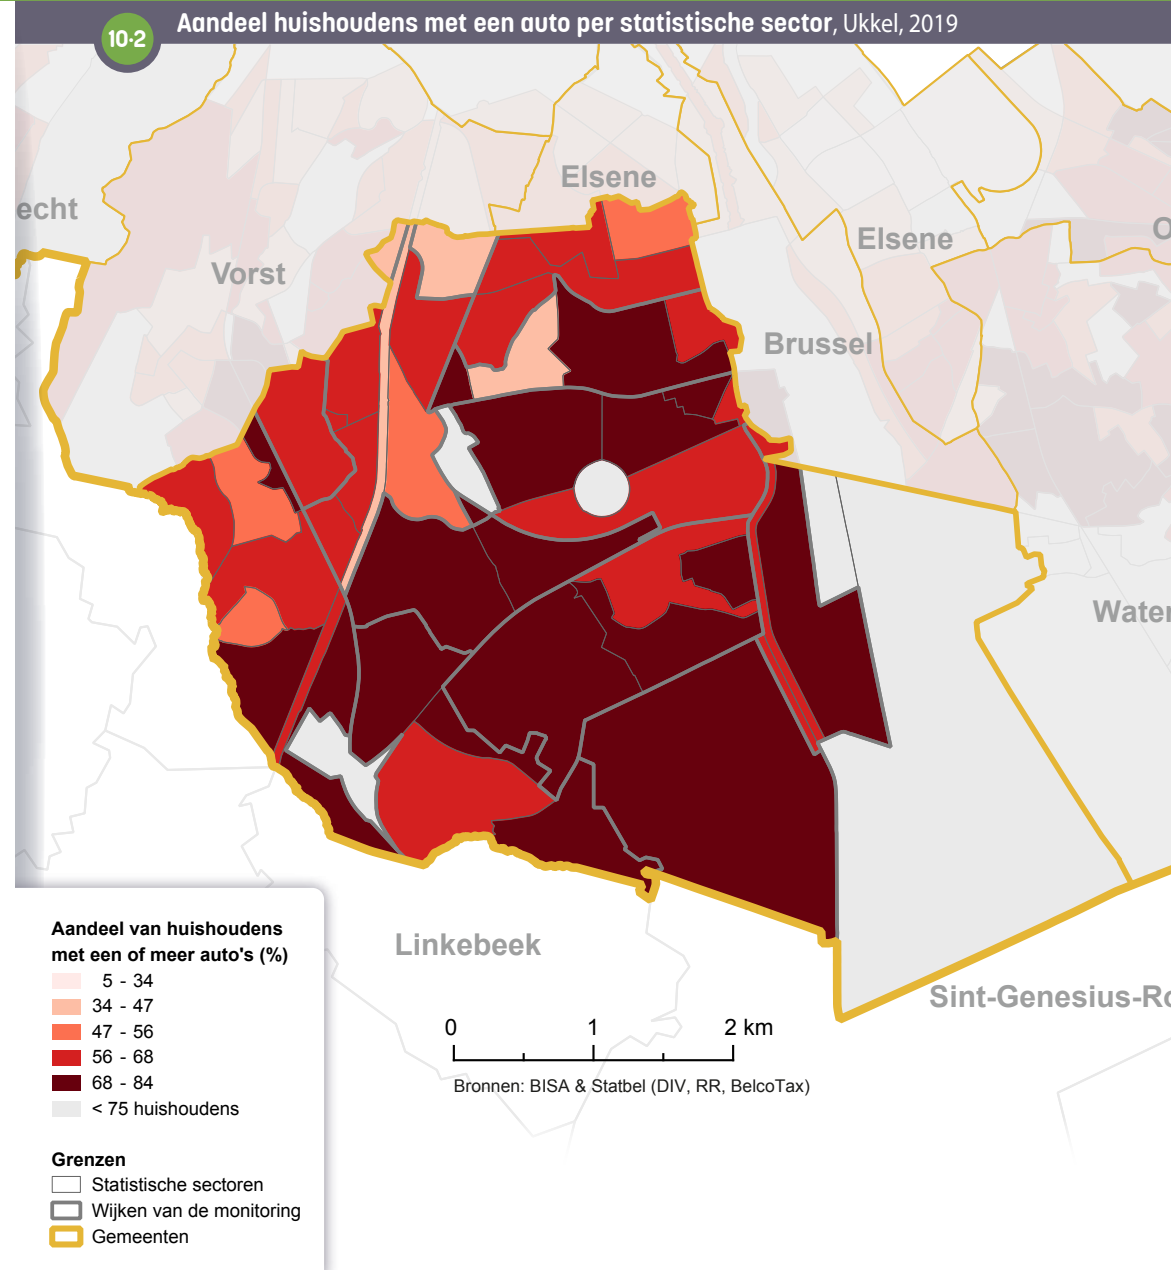 10·2
Aandeel huishoudens met een auto per statistische sector, Ukkel, 2019
Elsene
echt
Vorst
Elsene
O
Brussel
Water
Linkebeek
Sint-Genesius-Ro
Aandeel van huishoudens
met een of meer auto's (%)
5 - 34
34 - 47
47 - 56
56 - 68
68 - 84
< 75 huishoudens
Grenzen
Statistische sectoren
Wijken van de monitoring
Gemeenten
0 1 2 km
Bronnen: BISA & Statbel (DIV, RR, BelcoTax)